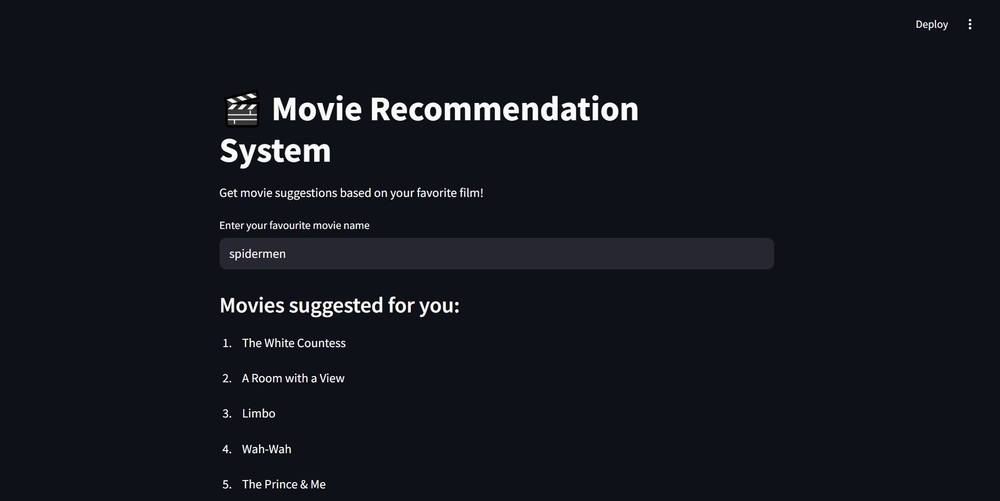 Deploy
🎬 Movie Recommendation
System
Get movie suggestions based on your favorite film!
Enter your favourite movie name
spidermen
Movies suggested for you:
1. The White Countess
2. A Room with a View
3. Limbo
4. Wah-Wah
5. The Prince & Me